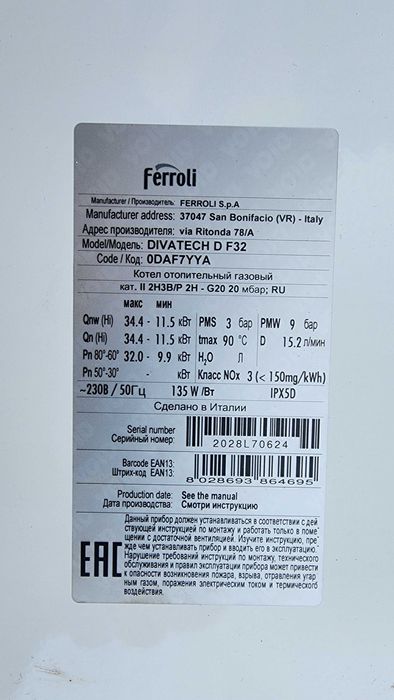 Ferroli
Manufacturer / Производитель: FERROLI S.p.A
Manufacturer address: 37047 San Bonifacio (VR) - Italy
Адрес производителя: via Ritonda 78/A
Model/Модель: DIVATECH D F32
Code / Код: 0DAF7YYA
Котел отопительный газовый
кат. II 2H3B/P 2H - G20 20 мбар; RU
макс мин
Qnw (Hi) 34.4 - 11.5 кВт PMS 3 бар PMW 9 бар
Qn (Hi) 34.4 - 11.5 кВт tmax 90 °C D 15.2 л/мин
Pn 80°-60° 32.0 - 9.9 кВт H2O Л
Pn 50°-30° - кВт Класс NOx 3 (< 150mg/kWh)
~230В / 50Гц 135 W /Вт IPX5D
Сделано в Италии
Serial number
Серийный номер:
2028L70624
Barcode EAN13:
Штрих-код EAN13:
8 028693 864695
Production date: See the manual
Дата производства: Смотри инструкцию
Данный прибор должен устанавливаться в соответствии с дей
ствующей инструкцией по монтажу и работать только в поме
щении с достаточной вентиляцией. Изучите инструкцию, пре
жде чем устанавливать прибор и вводить его в эксплуатацию.
Нарушение требований инструкций по монтажу, технического
обслуживания и правил эксплуатации прибора может привест
и к опасности возникновения пожара, взрыва, отравления угар
ным газом, поражения электрическим током и термического
воздействия.
EAC